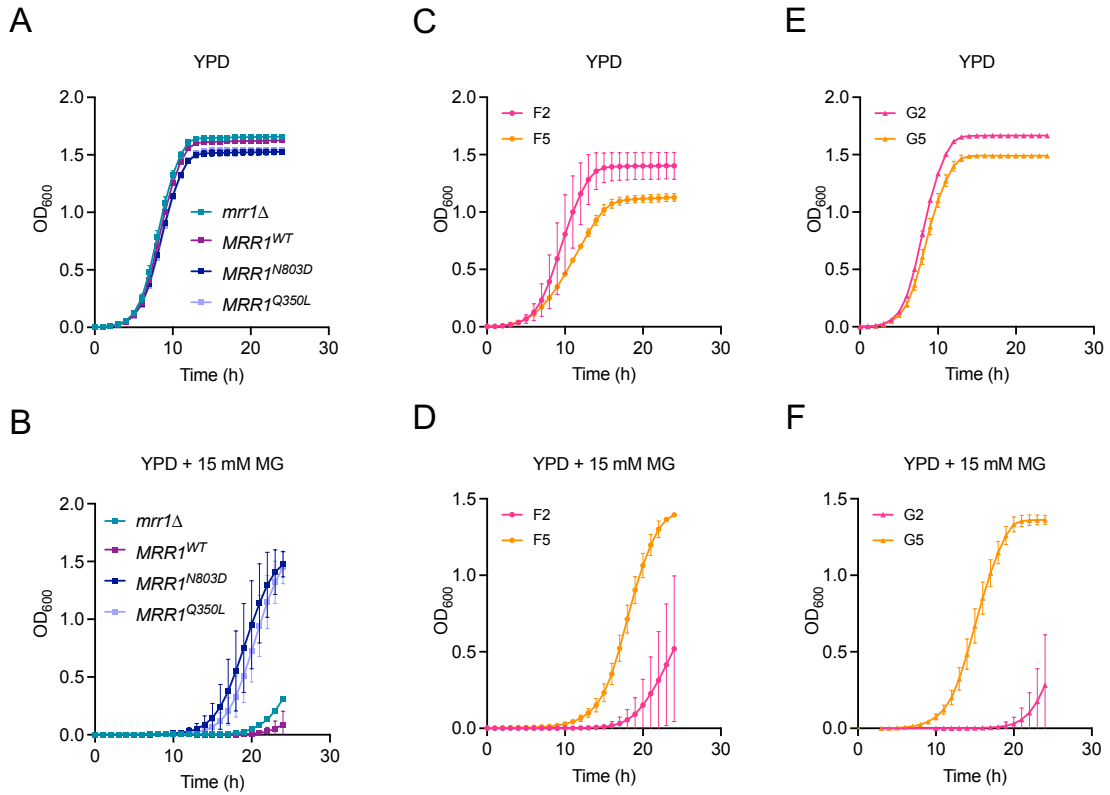 A
YPD
OD600
2.0
1.5
1.0
0.5
0.0
0
10
20
30
Time (h)
mrr1Δ
MRR1WT
MRR1N803D
MRR1Q350L
B
YPD + 15 mM MG
OD600
2.0
1.5
1.0
0.5
0.0
0
10
20
30
Time (h)
mrr1Δ
MRR1WT
MRR1N803D
MRR1Q350L
C
YPD
OD600
2.0
1.5
1.0
0.5
0.0
0
10
20
30
Time (h)
F2
F5
D
YPD + 15 mM MG
OD600
1.5
1.0
0.5
0.0
0
10
20
30
Time (h)
F2
F5
E
YPD
OD600
2.0
1.5
1.0
0.5
0.0
0
10
20
30
Time (h)
G2
G5
F
YPD + 15 mM MG
OD600
1.5
1.0
0.5
0.0
0
10
20
30
Time (h)
G2
G5